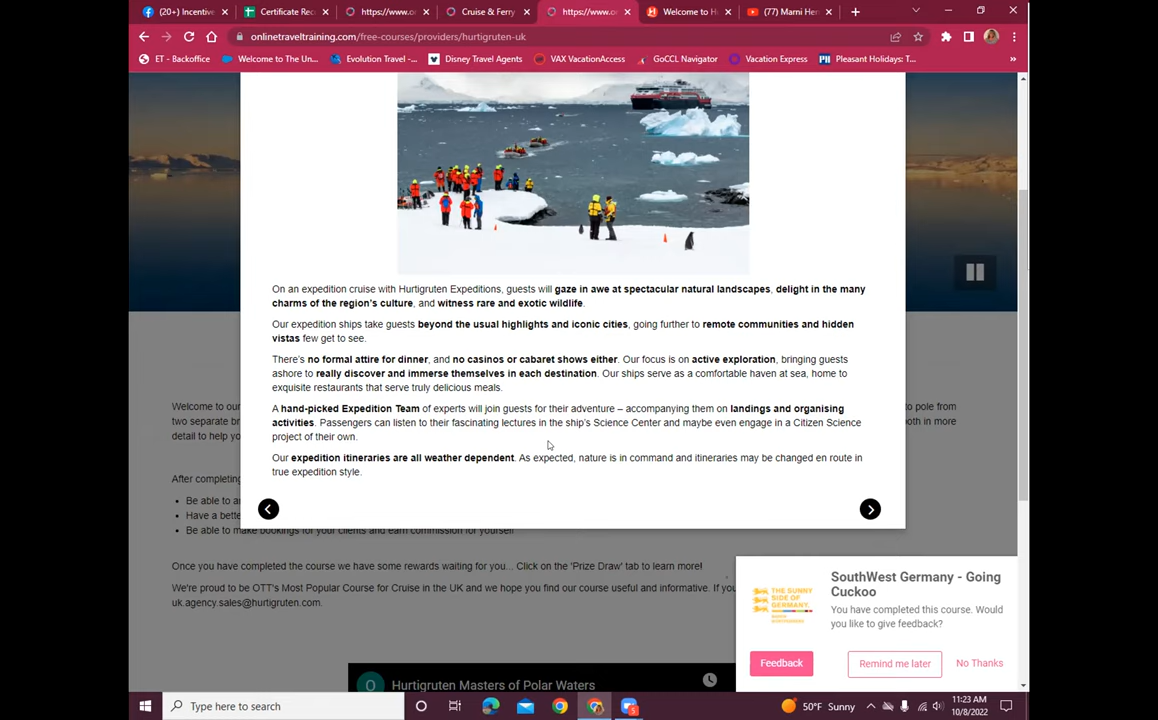 (20+) Incentiv
Certificate Rec
https://www.o
Cruise & Ferry
https://www.o
Welcome to H
(77) Marni He
onlinetraveltraining.com/free-courses/providers/hurtigruten-uk
ET - Backoffice
Welcome to The Un...
Evolution Travel -...
Disney Travel Agents
VAX VacationAccess
GoCCL Navigator
Vacation Express
Pleasant Holidays: T...
On an expedition cruise with Hurtigruten Expeditions, guests will gaze in awe at spectacular natural landscapes, delight in the many
charms of the region's culture, and witness rare and exotic wildlife.
Our expedition ships take guests beyond the usual highlights and iconic cities, going further to remote communities and hidden
vistas few get to see.
There's no formal attire for dinner, and no casinos or cabaret shows either. Our focus is on active exploration, bringing guests
ashore to really discover and immerse themselves in each destination. Our ships serve as a comfortable haven at sea, home to
exquisite restaurants that serve truly delicious meals.
A hand-picked Expedition Team of experts will join guests for their adventure – accompanying them on landings and organising
activities. Passengers can listen to their fascinating lectures in the ship's Science Center and maybe even engage in a Citizen Science
project of their own.
Our expedition itineraries are all weather dependent. As expected, nature is in command and itineraries may be changed en route in
true expedition style.
Welcome to our
two separate br
detail to help yo
o pole from
oth in more
After completing
Be able to a
Have a bette
Be able to make bookings for your clients and earn commission for yourself
Once you have completed the course we have some rewards waiting for you... Click on the 'Prize Draw' tab to learn more!
We're proud to be OTT's Most Popular Course for Cruise in the UK and we hope you find our course useful and informative. If you
uk.agency.sales@hurtigruten.com.
SouthWest Germany - Going
Cuckoo
You have completed this course. Would
you like to give feedback?
THE SUNNY
SIDE OF
GERMANY.
Feedback
Remind me later
No Thanks
O
Hurtigruten Masters of Polar Waters
Type here to search
50°F Sunny
11:23 AM
10/8/2022